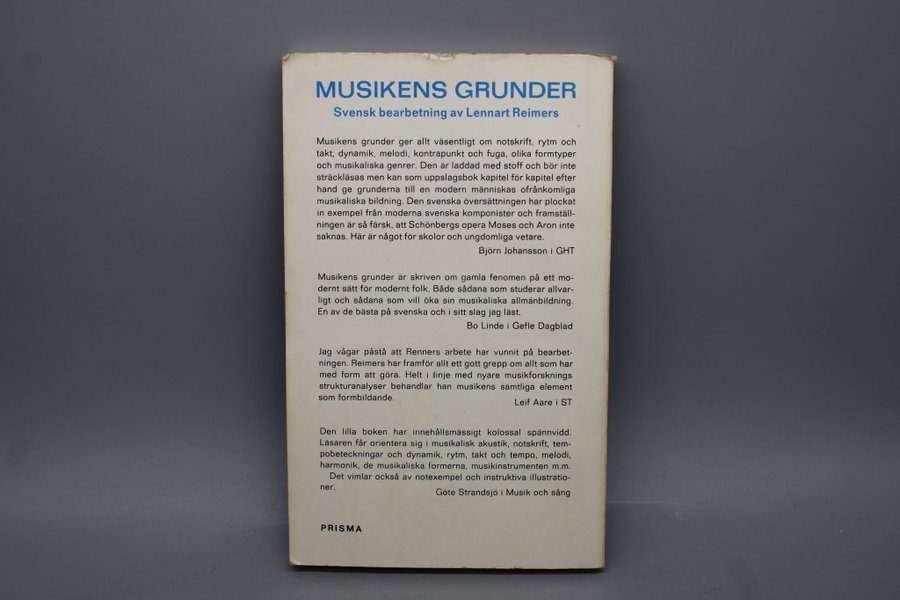 MUSIKENS GRUNDER
Svensk bearbetning av Lennart Reimers
Musikens grunder ger allt väsentligt om notskrift, rytm och
takt, dynamik, melodi, kontrapunkt och fuga, olika formtyper
och musikaliska genrer. Den är laddad med stoff och bör inte
sträckläsas men kan som uppslagsbok kapitel för kapitel efter
hand ge grunderna till en modern människas ofrånkomliga
musikaliska bildning. Den svenska översättningen har plockat
in exempel från moderna svenska komponister och framställ-
ningen är så färsk, att Schönbergs opera Moses och Aron inte
saknas. Här är något för skolor och ungdomliga vetare.
Björn Johansson i GHT
Musikens grunder är skriven om gamla fenomen på ett mo-
dernt sätt för modernt folk. Både sådana som studerar allvar-
ligt och sådana som vill öka sin musikaliska allmänbildning.
En av de bästa på svenska och i sitt slag jag läst.
Bo Linde i Gefle Dagblad
Jag vågar påstå att Renners arbete har vunnit på bearbet-
ningen. Reimers har framför allt ett gott grepp om allt som har
med form att göra. Helt i linje med nyare musikforsknings
strukturanalyser behandlar han musikens samtliga element
som formbildande.
Leif Aare i ST
Den lilla boken har innehållsmässigt kolossal spännvidd.
Läsaren får orientera sig i musikalisk akustik, notskrift, tem-
pobeteckningar och dynamik, rytm, takt och tempo, melodi,
harmonik, de musikaliska formerna, musikinstrumenten m.m.
Det vimlar också av notexempel och instruktiva illustratio-
ner.
Göte Strandsjö i Musik och sång
PRISMA